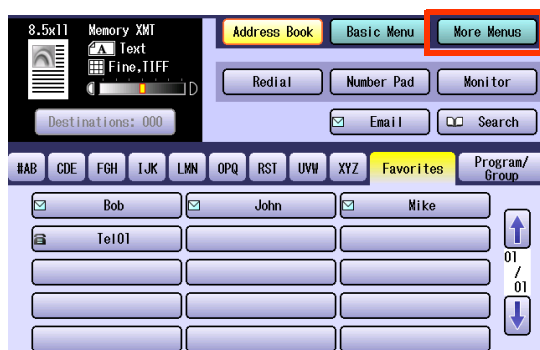 8.5x11 Memory XMT
A Text
Fine,TIFF
D
Destinations: 000
Address Book
Basic Menu
More Menus
Redial
Number Pad
Monitor
Email
Search
#AB
CDE
FGH
IJK
LMN
OPQ
RST
UVW
XYZ
Favorites
Program/
Group
Bob
John
Mike
Tel01
01
/
01